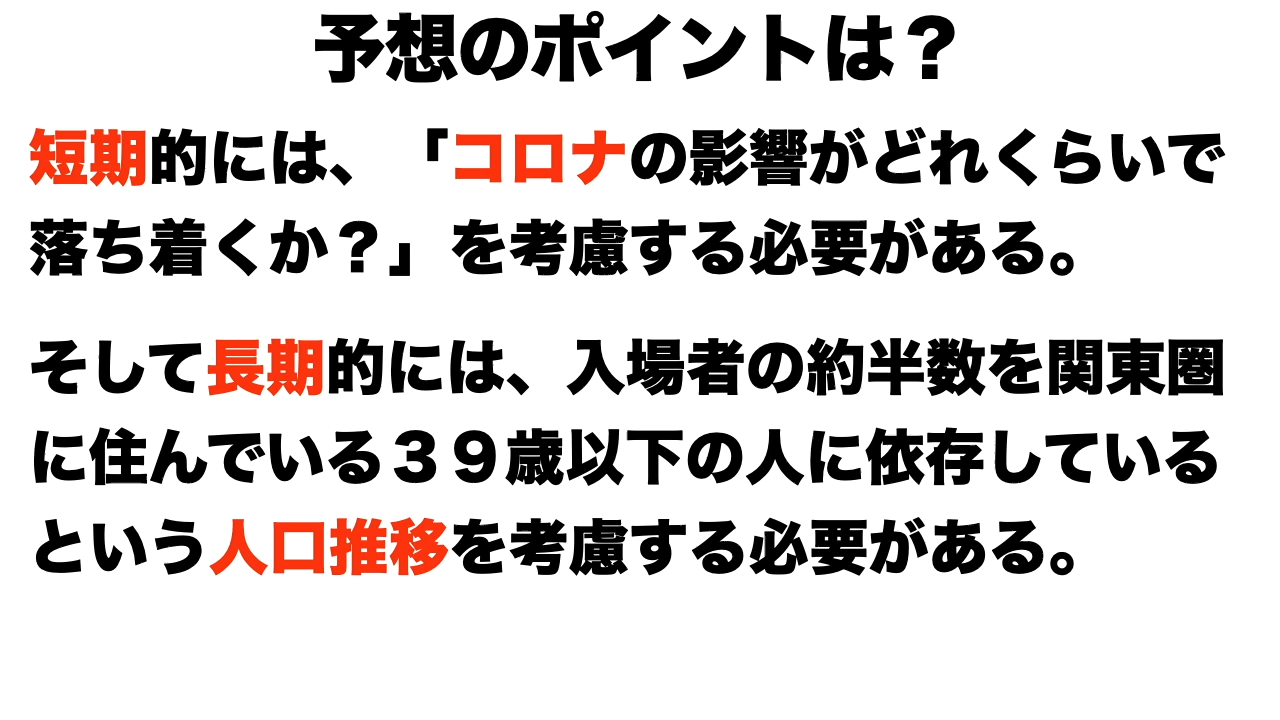 予想のポイントは？
短期的には、「コロナの影響がどれくらいで
落ち着くか？」を考慮する必要がある。
そして長期的には、入場者の約半数を関東圏
に住んでいる３９歳以下の人に依存している
という人口推移を考慮する必要がある。